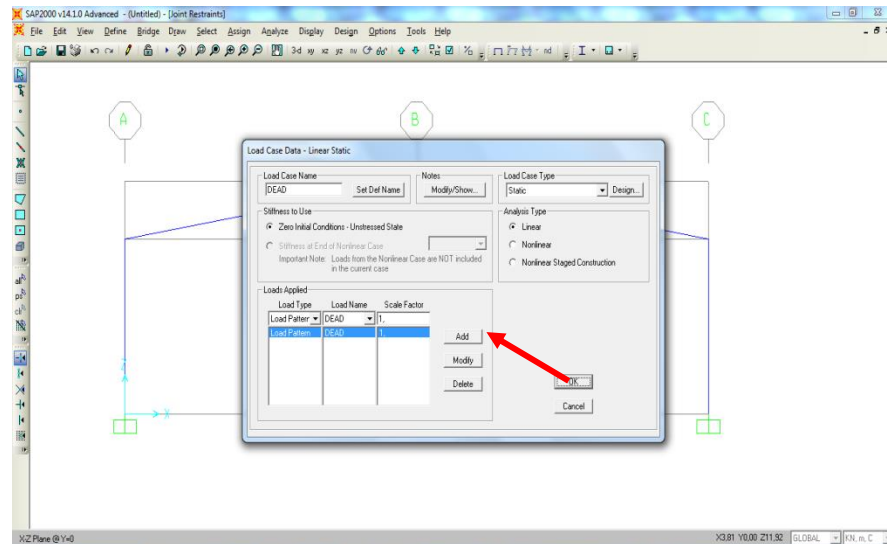 SAP2000 v14.1.0 Advanced - (Untitled) - [Joint Restraints]
File Edit View Define Bridge Draw Select Assign Analyze Display Design Options Tools Help
3-d xy xz yz nv
nd
A B C
Load Case Data - Linear Static
Load Case Name
DEAD
Set Def Name
Notes
Modify/Show...
Load Case Type
Static
Design...
Stiffness to Use
Zero Initial Conditions - Unstressed State
Stiffness at End of Nonlinear Case
Important Note: Loads from the Nonlinear Case are NOT included
in the current case
Analysis Type
Linear
Nonlinear
Nonlinear Staged Construction
Loads Applied
Load Type Load Name Scale Factor
Load Pattern DEAD 1,
Load Pattern DEAD 1,
Add
Modify
Delete
OK
Cancel
Z
X
all
ps
clr
X-Z Plane @ Y=0
X3,81 Y0,00 Z11,92
GLOBAL
KN, m, C